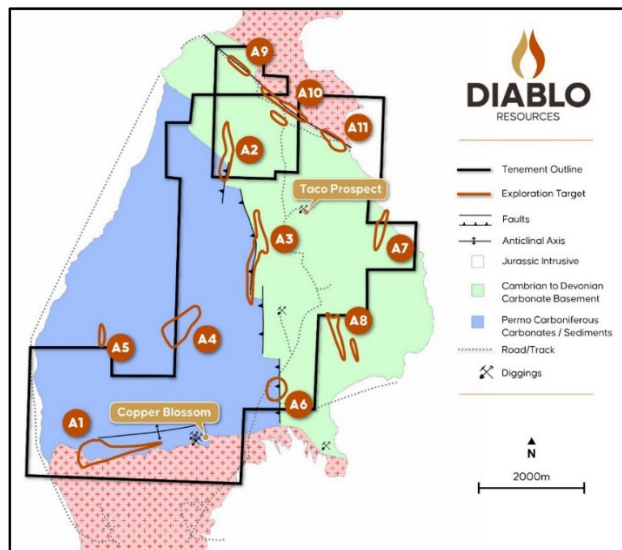 A9
A10
A11
A2
Taco Prospect
A3
A7
A8
A4
A5
A6
A1
Copper Blossom
DIABLO
RESOURCES
Tenement Outline
Exploration Target
Faults
Anticlinal Axis
Jurassic Intrusive
Cambrian to Devonian
Carbonate Basement
Permo Carboniferous
Carbonates / Sediments
Road/Track
Diggings
N
2000m